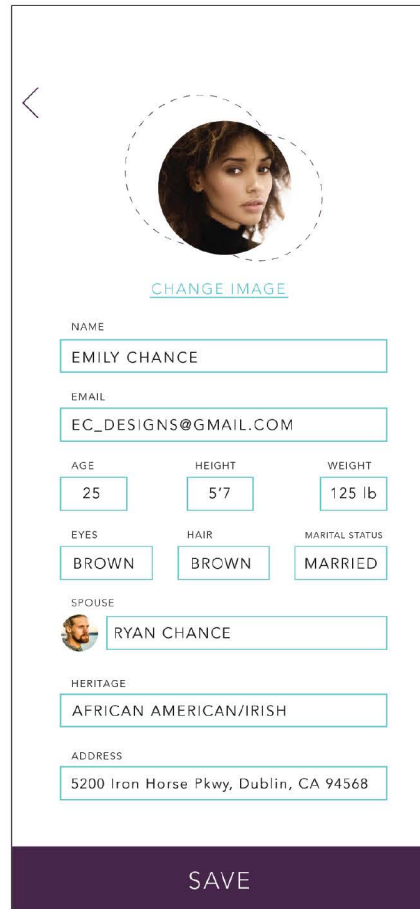 CHANGE IMAGE
NAME
EMILY CHANCE
EMAIL
EC_DESIGNS@GMAIL.COM
AGE HEIGHT WEIGHT
25 5'7 125 lb
EYES HAIR MARITAL STATUS
BROWN BROWN MARRIED
SPOUSE
RYAN CHANCE
HERITAGE
AFRICAN AMERICAN/IRISH
ADDRESS
5200 Iron Horse Pkwy, Dublin, CA 94568
SAVE